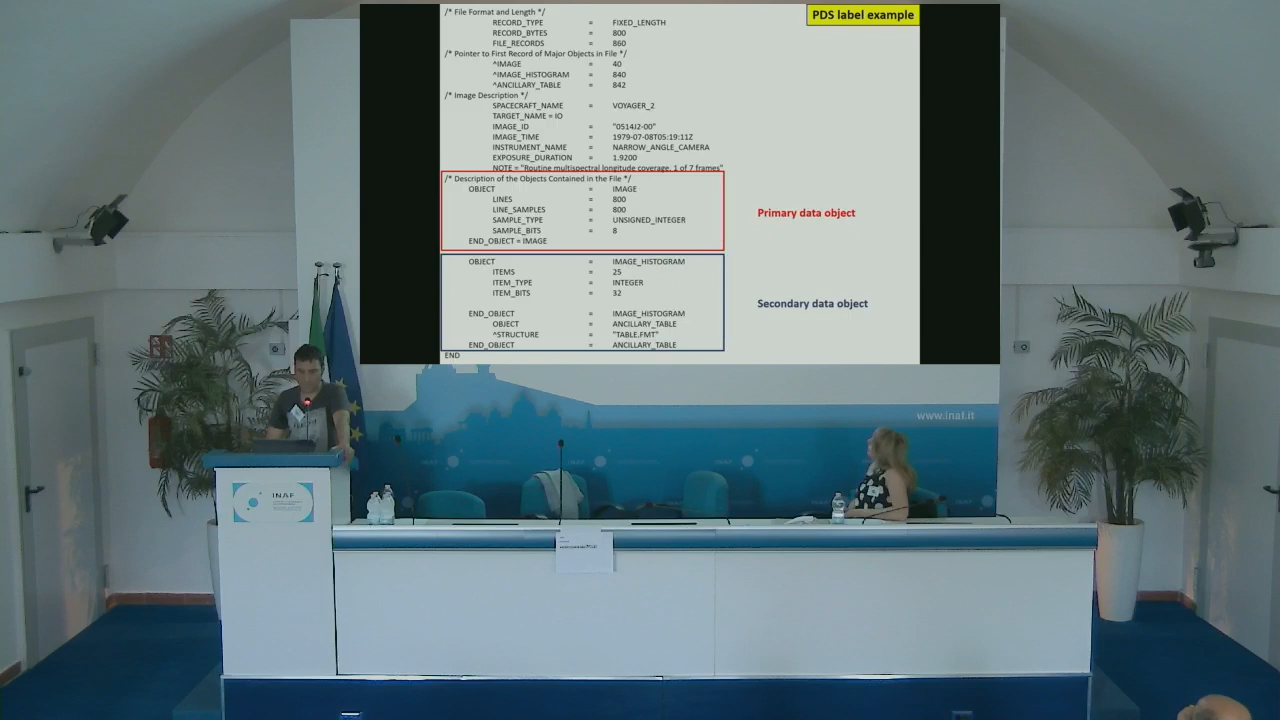 PDS label example
/* File Format and Length */
RECORD_TYPE = FIXED_LENGTH
RECORD_BYTES = 800
FILE_RECORDS = 860
/* Pointer to First Record of Major Objects in File */
^IMAGE = 40
^IMAGE_HISTOGRAM = 840
^ANCILLARY_TABLE = 842
/* Image Description */
SPACECRAFT_NAME = VOYAGER_2
TARGET_NAME = IO
IMAGE_ID = "0514J2-00"
IMAGE_TIME = 1979-07-08T05:19:11Z
INSTRUMENT_NAME = NARROW_ANGLE_CAMERA
EXPOSURE_DURATION = 1.9200
NOTE = "Routine multispectral longitude coverage, 1 of 7 frames"
/* Description of the Objects Contained in the File */
OBJECT = IMAGE
LINES = 800
LINE_SAMPLES = 800
SAMPLE_TYPE = UNSIGNED_INTEGER
SAMPLE_BITS = 8
END_OBJECT = IMAGE
Primary data object
OBJECT = IMAGE_HISTOGRAM
ITEMS = 25
ITEM_TYPE = INTEGER
ITEM_BITS = 32
END_OBJECT = IMAGE_HISTOGRAM
OBJECT = ANCILLARY_TABLE
^STRUCTURE = "TABLE.FMT"
END_OBJECT = ANCILLARY_TABLE
END
Secondary data object
www.inaf.it
INAF